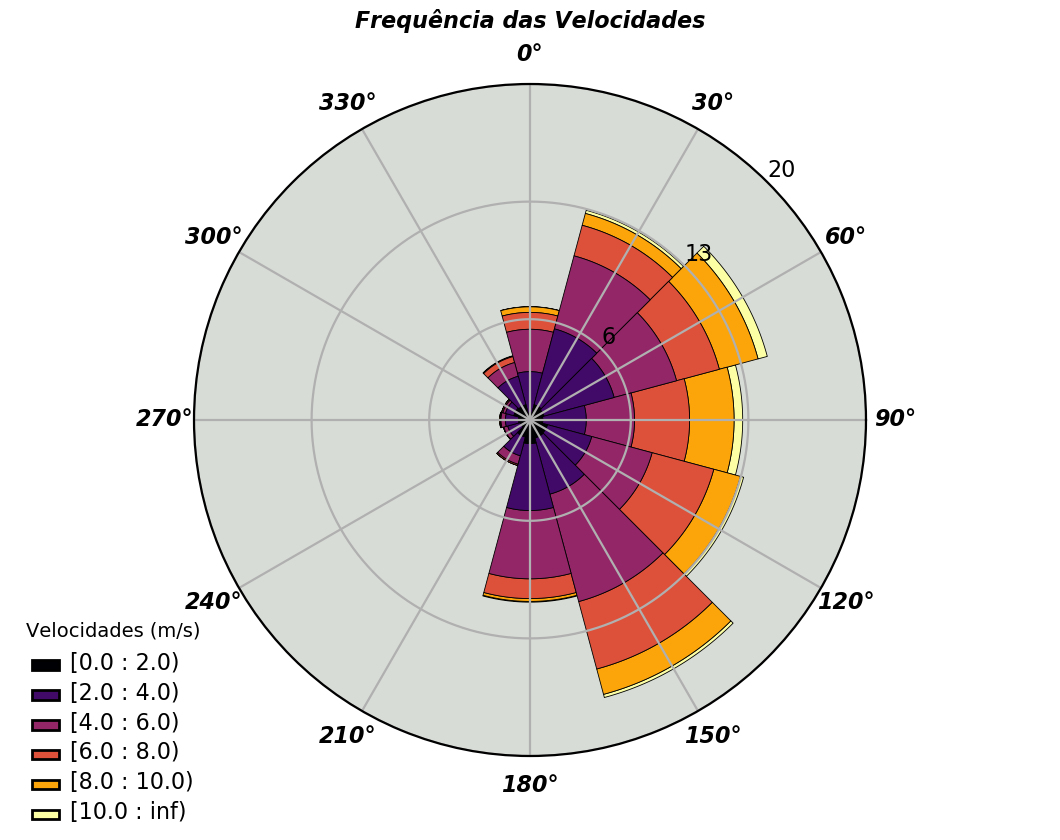 Frequência das Velocidades
0°
330°
30°
20
300°
60°
13
6
270°
90°
240°
120°
210°
150°
180°
Velocidades (m/s)
[0.0 : 2.0)
[2.0 : 4.0)
[4.0 : 6.0)
[6.0 : 8.0)
[8.0 : 10.0)
[10.0 : inf)